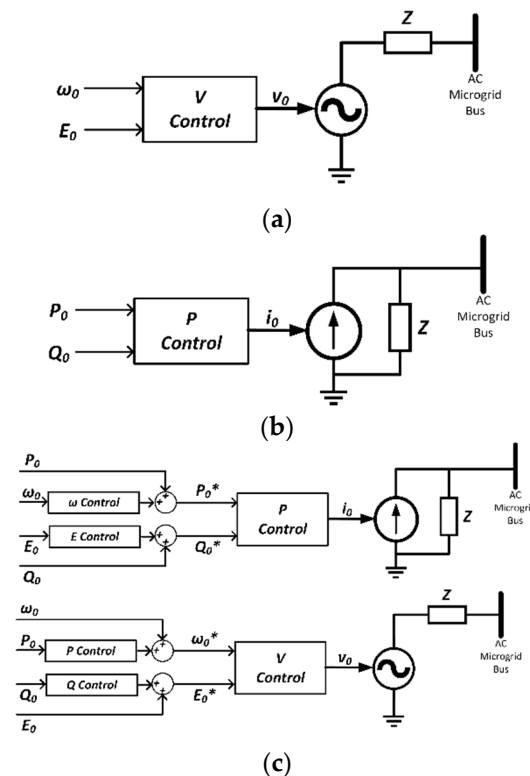 Z
ω₀
E₀
V
Control
v₀
AC
Microgrid
Bus
(a)
P₀
Q₀
P
Control
i₀
Z
AC
Microgrid
Bus
(b)
P₀
ω₀
ω Control
++
P₀*
E₀
E Control
++
Q₀*
Q₀
P
Control
i₀
Z
AC
Microgrid
Bus
ω₀
P₀
P Control
++
ω₀*
Q₀
Q Control
++
E₀*
E₀
V
Control
v₀
Z
AC
Microgrid
Bus
(c)